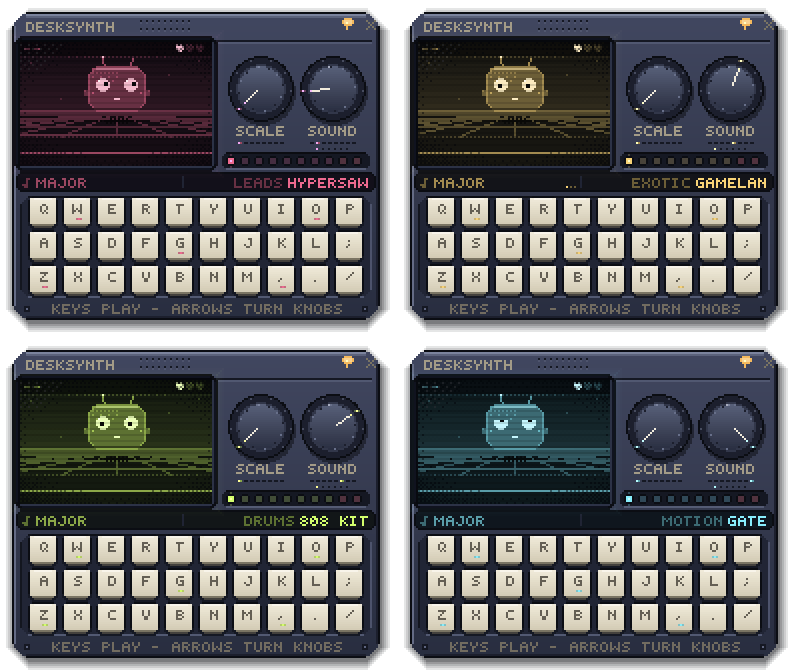 DESKSYNTH
SCALE SOUND
MAJOR LEADS HYPERSAW
Q W E R T Y U I O P
A S D F G H J K L ;
Z X C V B N M , . /
KEYS PLAY - ARROWS TURN KNOBS
DESKSYNTH
SCALE SOUND
MAJOR ... EXOTIC GAMELAN
Q W E R T Y U I O P
A S D F G H J K L ;
Z X C V B N M , . /
KEYS PLAY - ARROWS TURN KNOBS
DESKSYNTH
SCALE SOUND
MAJOR DRUMS 808 KIT
Q W E R T Y U I O P
A S D F G H J K L ;
Z X C V B N M , . /
KEYS PLAY - ARROWS TURN KNOBS
DESKSYNTH
SCALE SOUND
MAJOR MOTION GATE
Q W E R T Y U I O P
A S D F G H J K L ;
Z X C V B N M , . /
KEYS PLAY - ARROWS TURN KNOBS